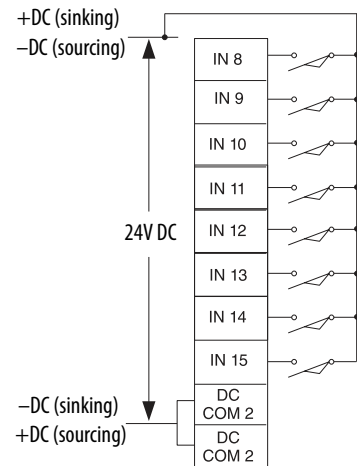 +DC (sinking)
–DC (sourcing)
IN 8
IN 9
IN 10
IN 11
24V DC
IN 12
IN 13
IN 14
IN 15
–DC (sinking)
+DC (sourcing)
DC
COM 2
DC
COM 2